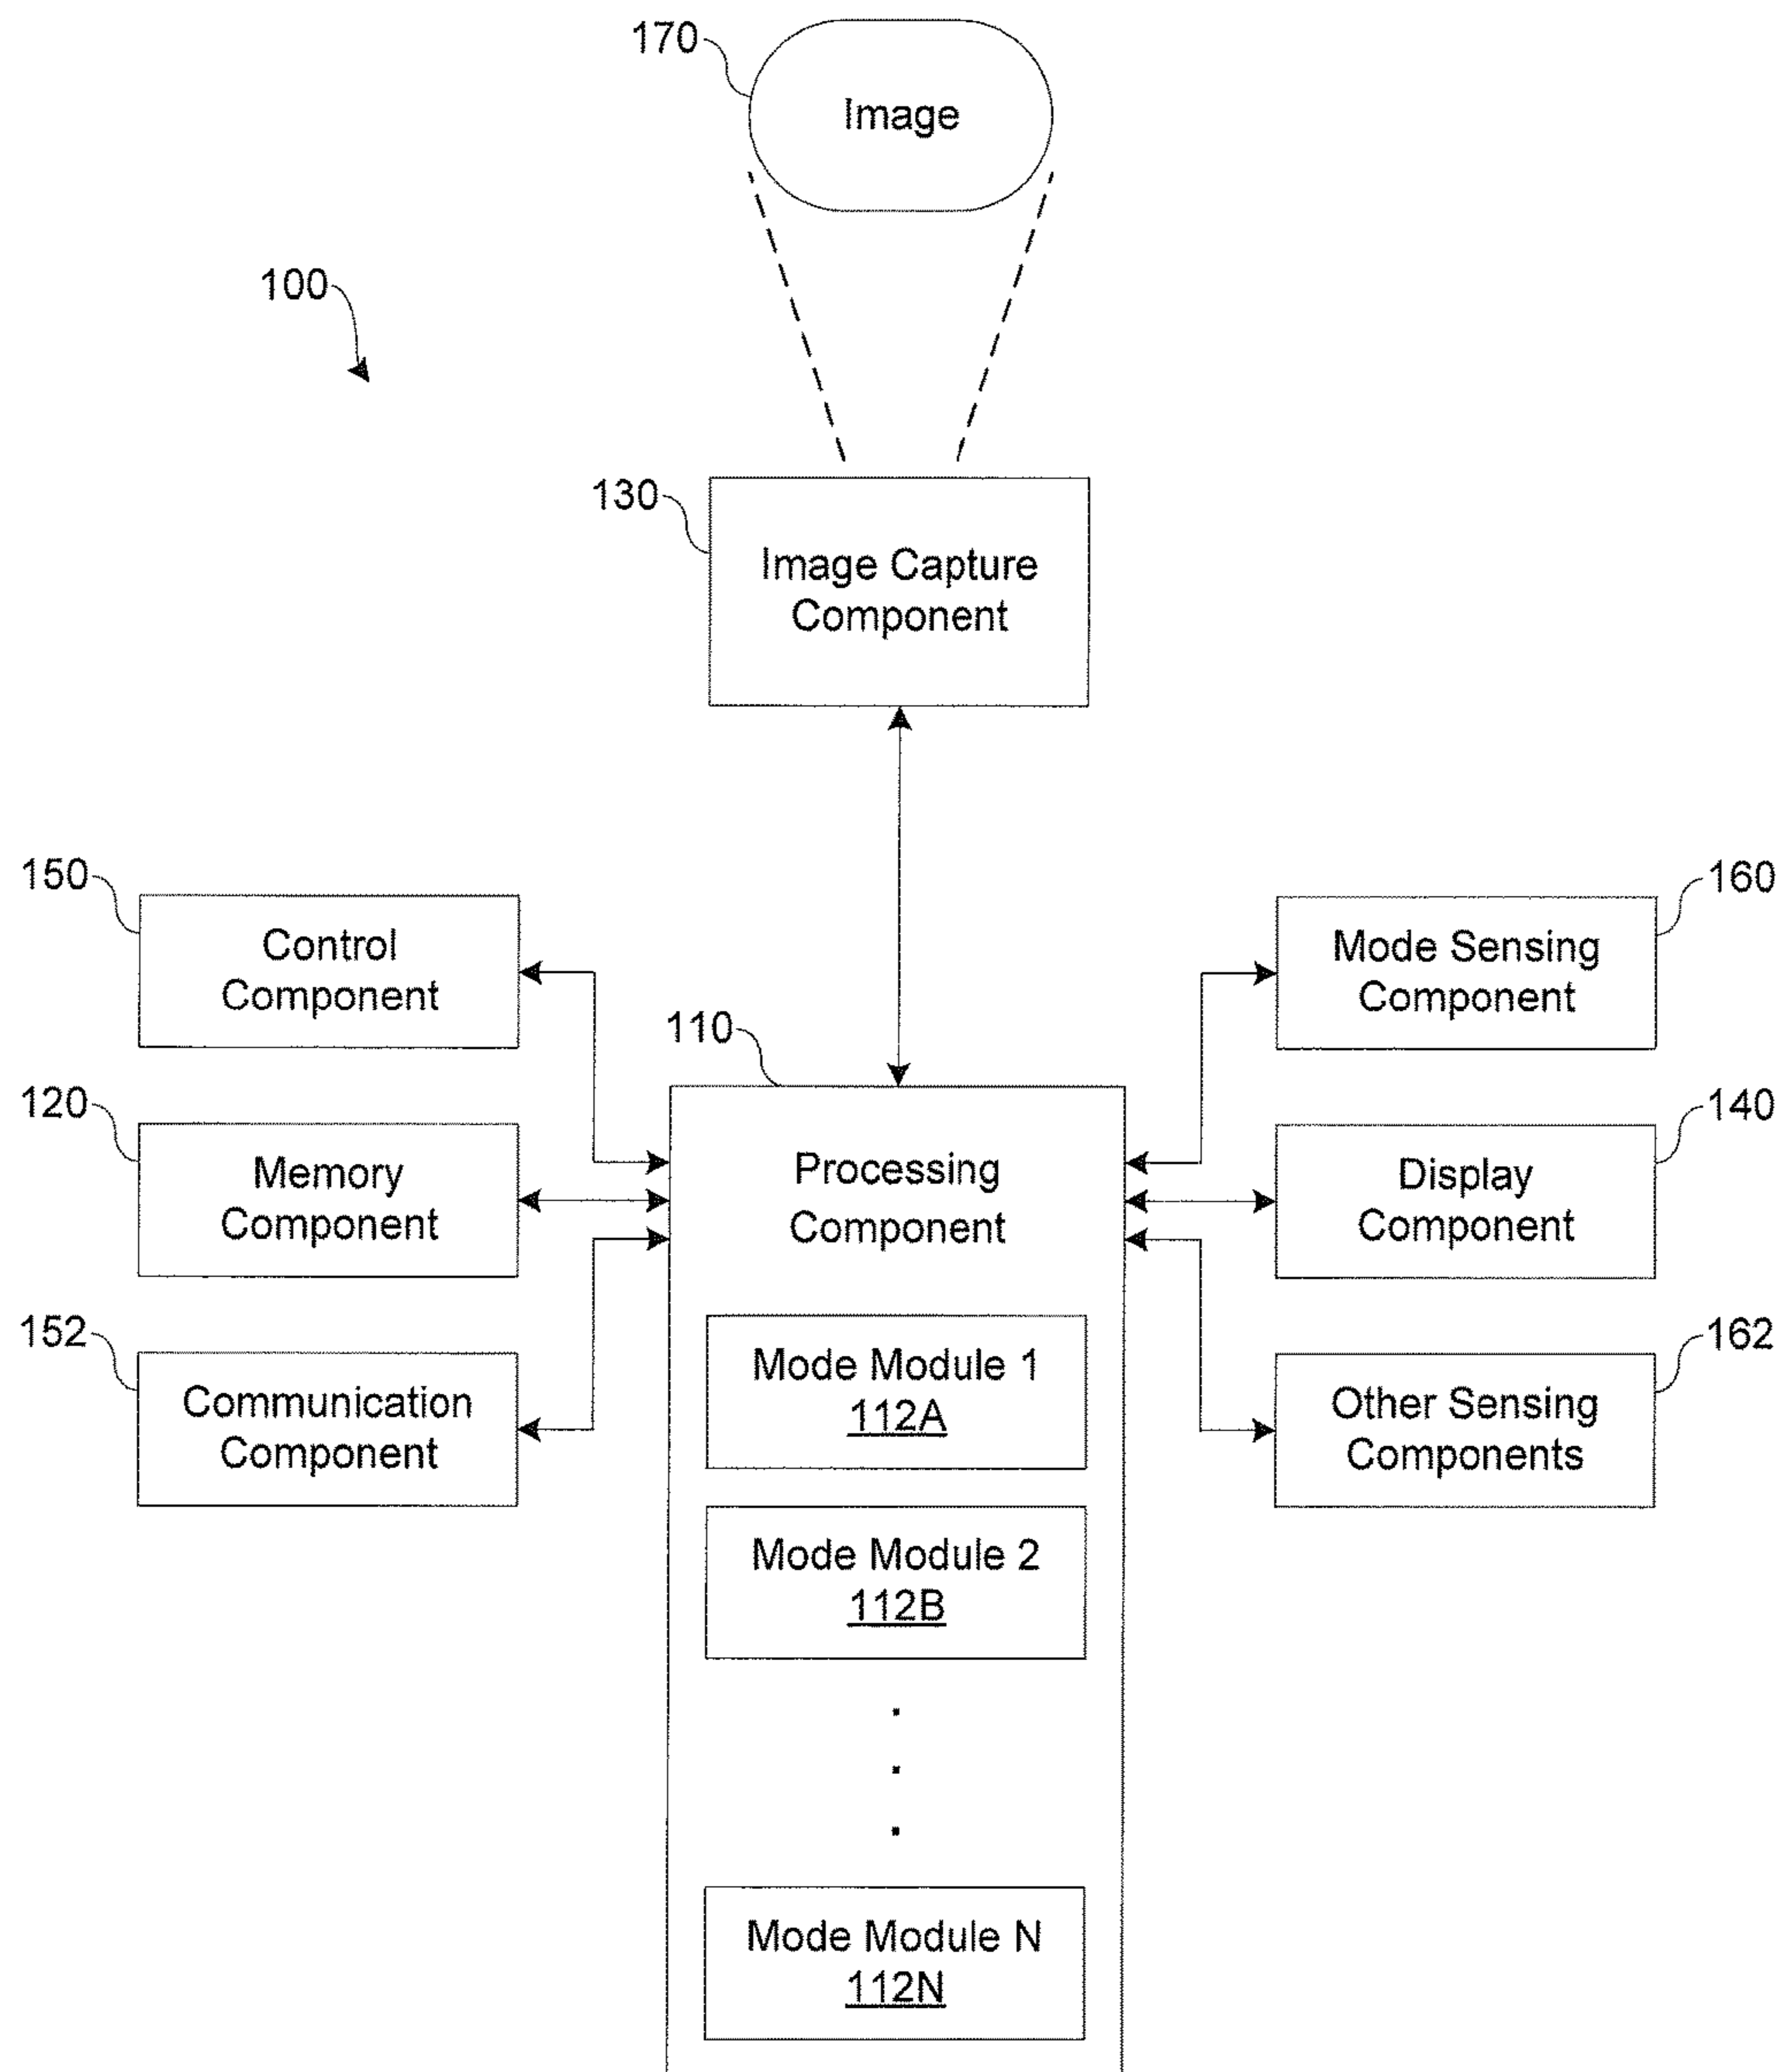 170
Image
100
130
Image Capture
Component
150
Control
Component
160
Mode Sensing
Component
110
120
Memory
Component
Processing
Component
140
Display
Component
152
Communication
Component
Mode Module 1
112A
162
Other Sensing
Components
Mode Module 2
112B
Mode Module N
112N